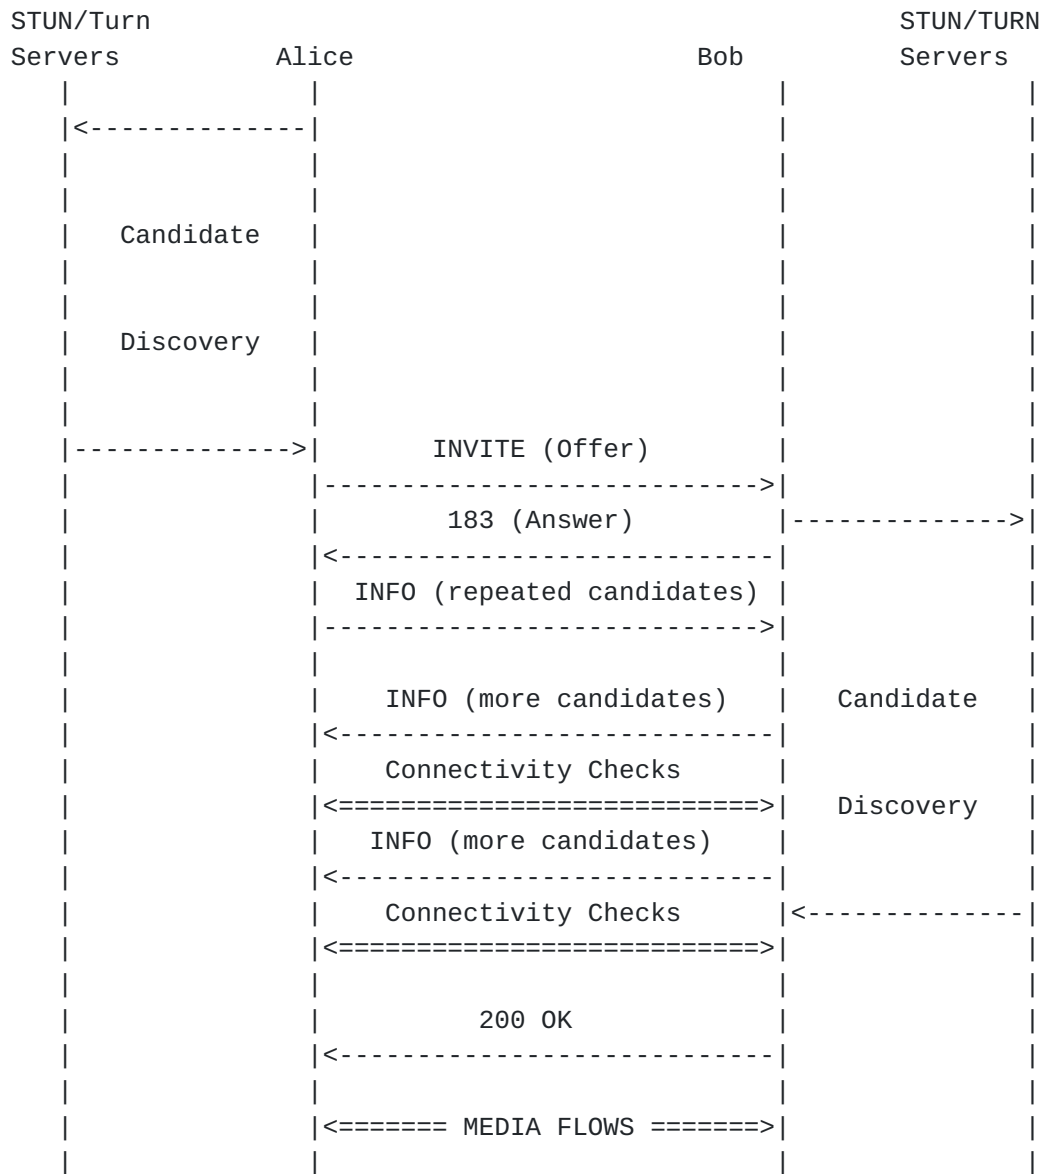 STUN/Turn STUN/TURN
Servers Alice Bob Servers
| | | |
|<--------------| | |
| | | |
| | | |
| Candidate | | |
| | | |
| | | |
| Discovery | | |
| | | |
| | | |
|-------------->| INVITE (Offer) | |
| |---------------------------->| |
| | 183 (Answer) |-------------->|
| |<----------------------------| |
| | INFO (repeated candidates) | |
| |---------------------------->| |
| | | |
| | INFO (more candidates) | Candidate |
| |<----------------------------| |
| | Connectivity Checks | |
| |<===========================>| Discovery |
| | INFO (more candidates) | |
| |<----------------------------| |
| | Connectivity Checks |<--------------|
| |<===========================>| |
| | | |
| | 200 OK | |
| |<----------------------------| |
| | | |
| |<======= MEDIA FLOWS =======>| |
| | | |